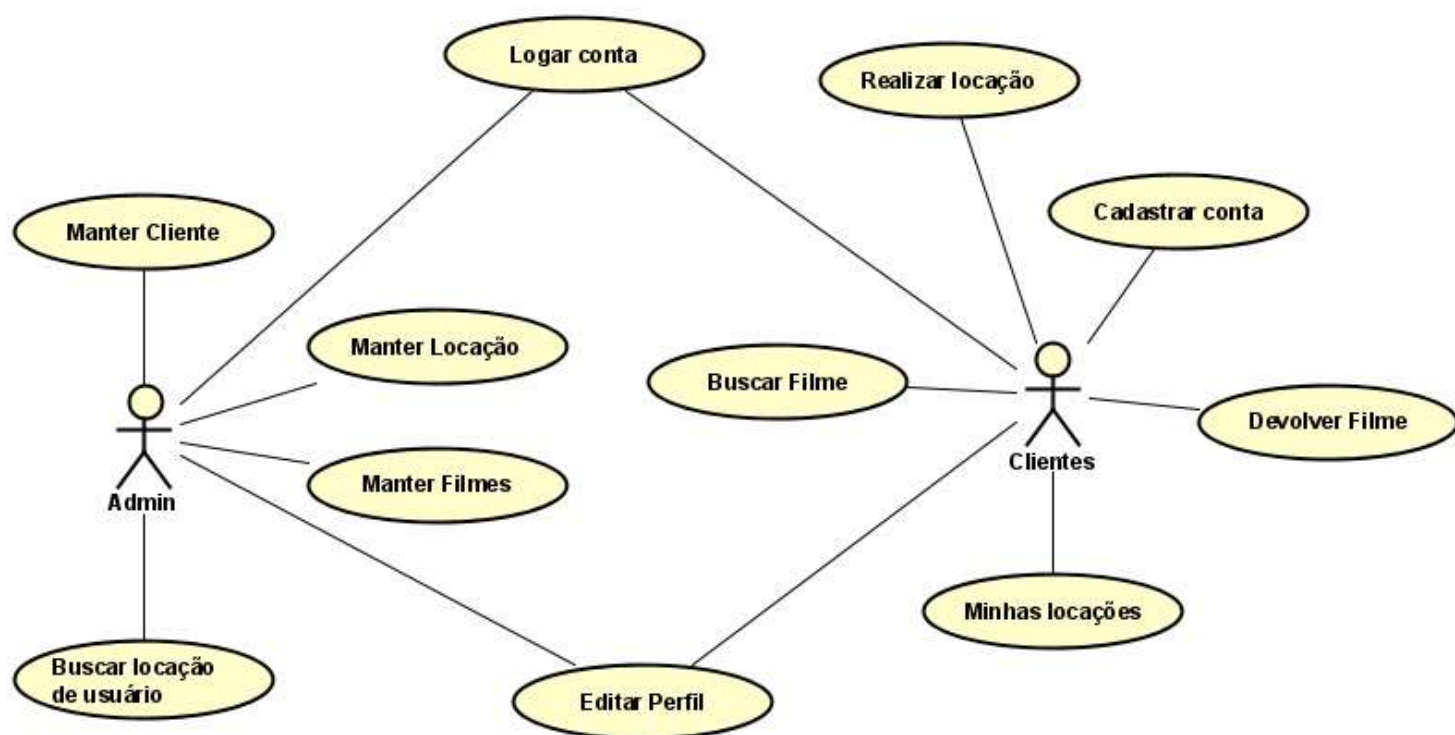 Logar conta
Realizar locação
Manter Cliente
Cadastrar conta
Manter Locação
Buscar Filme
Devolver Filme
Clientes
Manter Filmes
Admin
Minhas locações
Buscar locação
de usuário
Editar Perfil